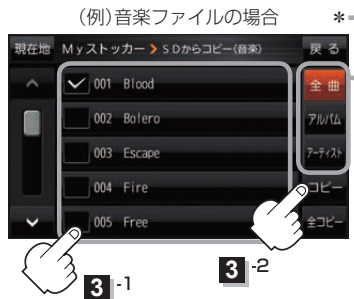 (例)音楽ファイルの場合 *
現在地 Myストッカー > SDからコピー(音楽) 戻る
001 Blood 全曲
002 Bolero アルバム
003 Escape アーティスト
004 Fire コピー
005 Free 全コピー
3 -1
3 -2